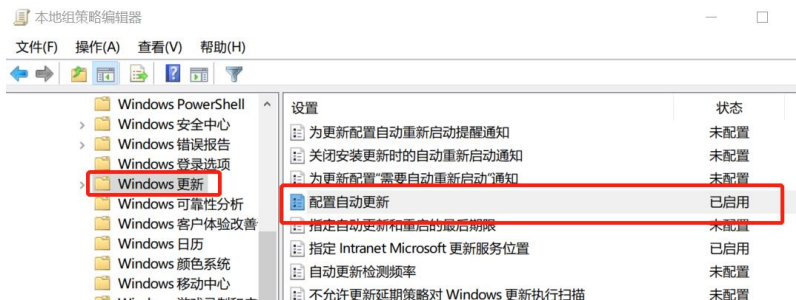 本地组策略编辑器
文件(F) 操作(A) 查看(V) 帮助(H)
Windows PowerShell
Windows 安全中心
Windows 错误报告
Windows 登录选项
Windows 更新
Windows 可靠性分析
Windows 客户体验改善
Windows 日历
Windows 颜色系统
Windows 移动中心
设置 状态
为更新配置自动重新启动提醒通知 未配置
关闭安装更新时的自动重新启动通知 未配置
为更新配置“需要自动重新启动”通知 未配置
配置自动更新 已启用
指定自动更新和重启的最后期限 未配置
指定 Intranet Microsoft 更新服务位置 已启用
自动更新检测频率 未配置
不允许更新延期策略对 Windows 更新执行扫描 未配置